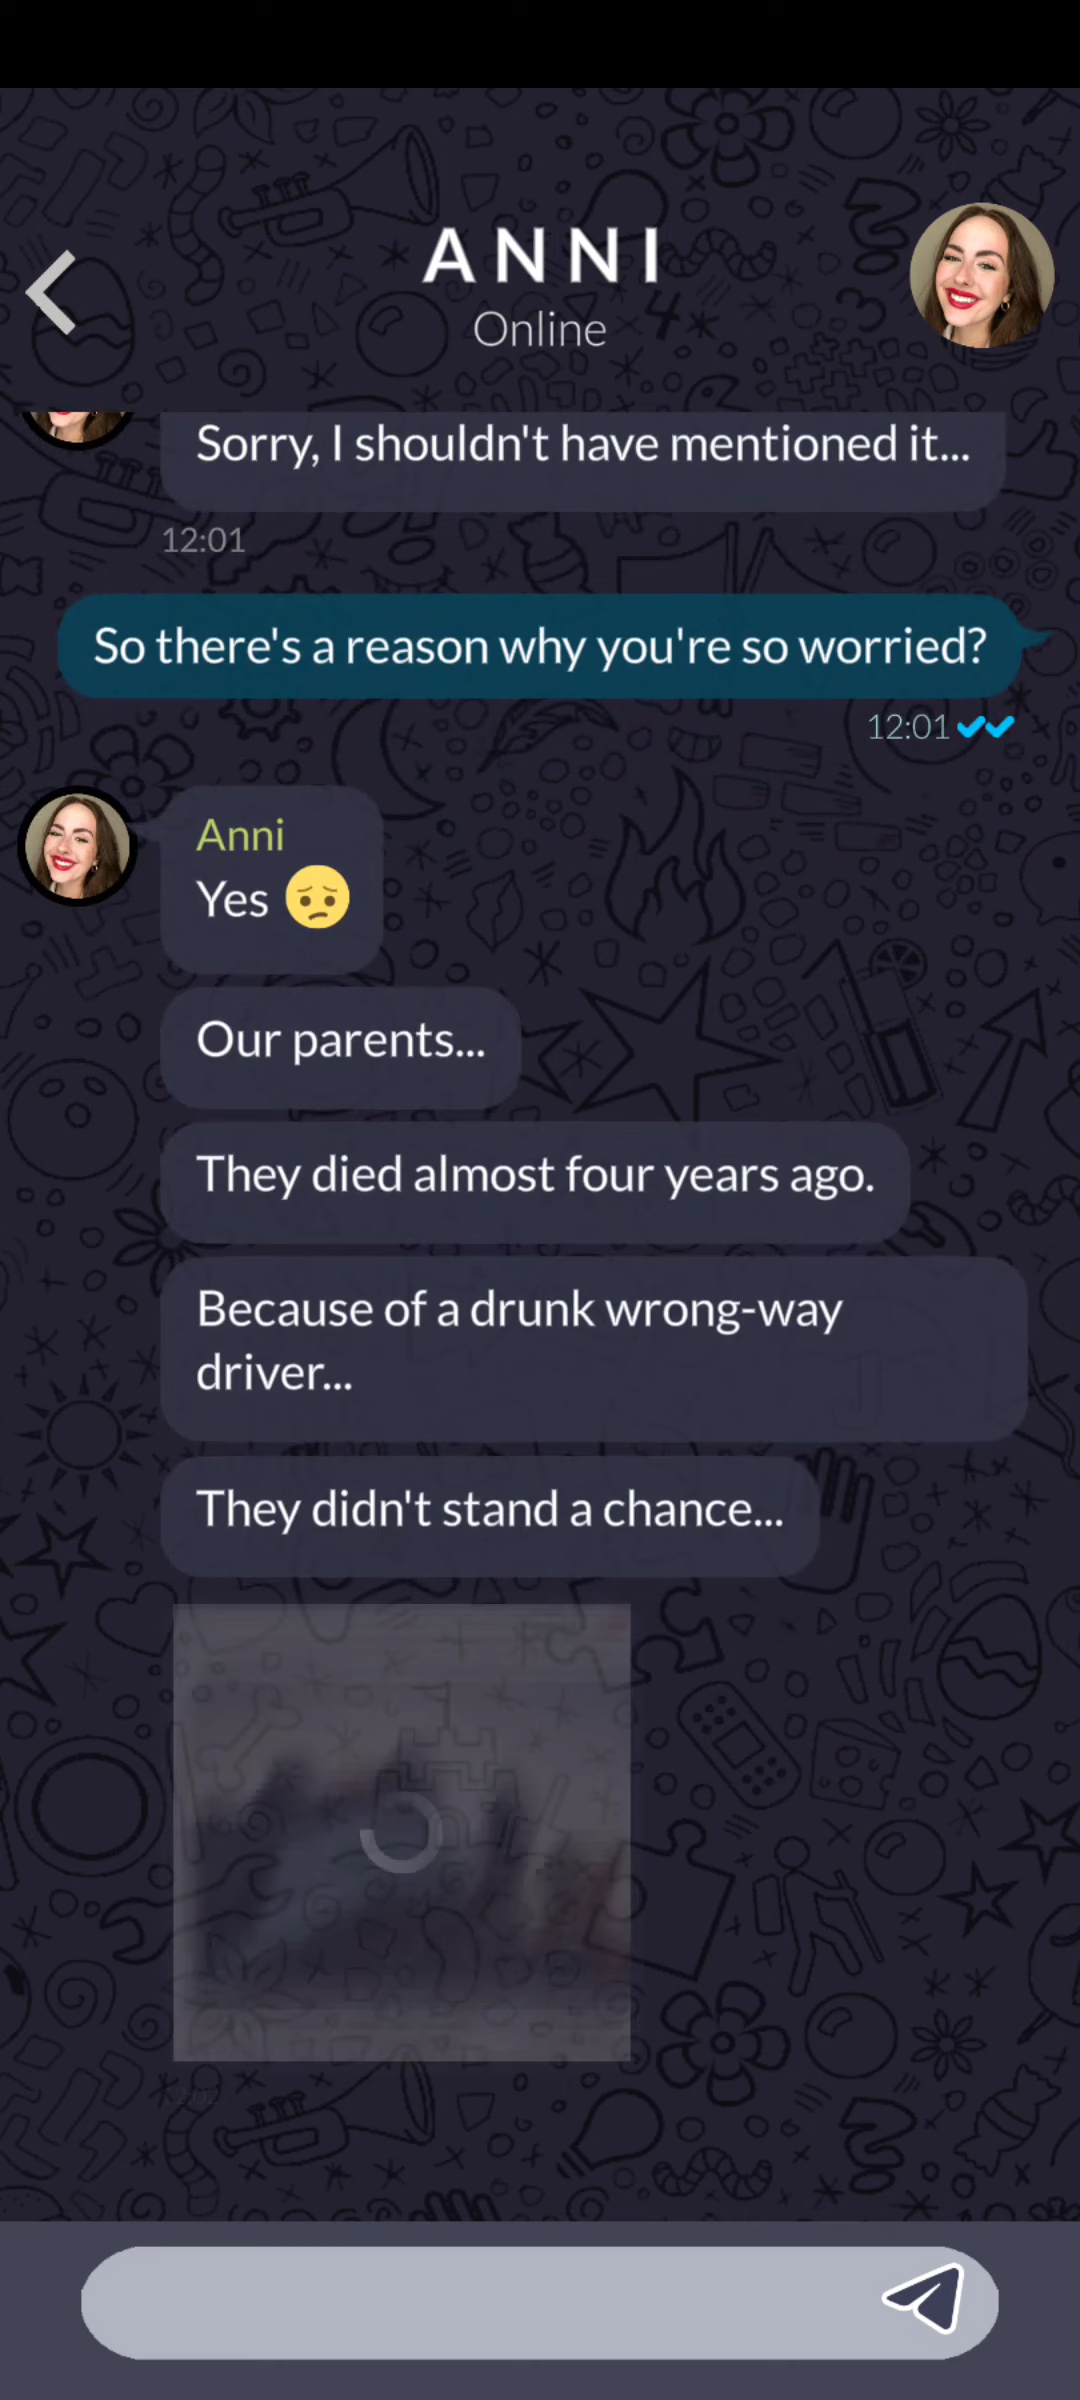 ANNI
Online
Sorry, I shouldn't have mentioned it...
12:01
So there's a reason why you're so worried?
12:01
Anni
Yes 😟
Our parents...
They died almost four years ago.
Because of a drunk wrong-way
driver...
They didn't stand a chance...